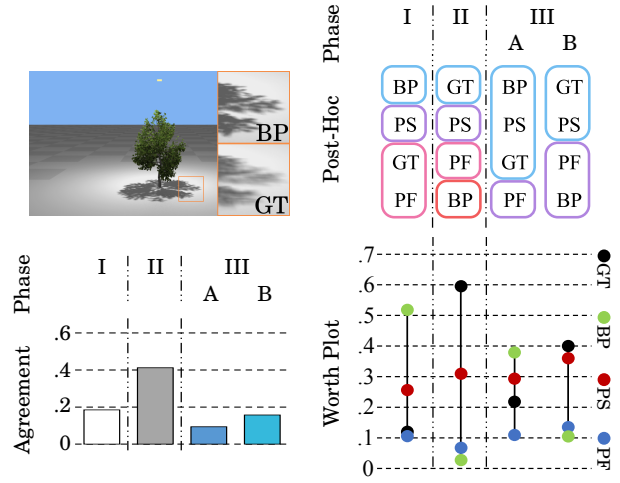 BP
GT
Phase
I
II
III
A
B
Post-Hoc
BP
GT
BP
GT
PS
PS
PS
PS
GT
PF
GT
PF
PF
BP
PF
BP
Phase
I
II
III
A
B
Agreement
.6
.4
.2
0
Worth Plot
.7
.6
.5
.4
.3
.2
.1
0
GT
BP
PS
PF